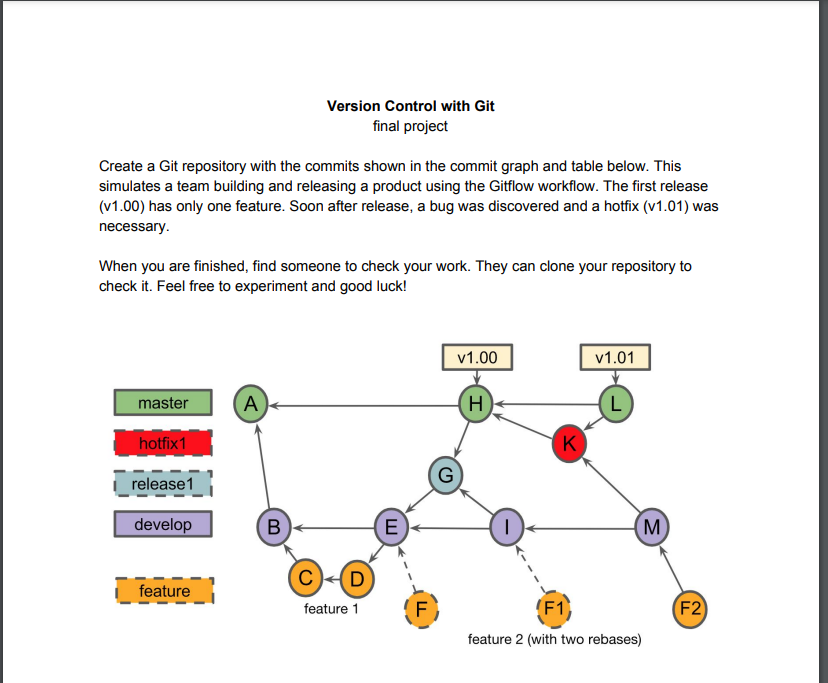 Version Control with Git
final project
Create a Git repository with the commits shown in the commit graph and table below. This
simulates a team building and releasing a product using the Gitflow workflow. The first release
(v1.00) has only one feature. Soon after release, a bug was discovered and a hotfix (v1.01) was
necessary.
When you are finished, find someone to check your work. They can clone your repository to
check it. Feel free to experiment and good luck!
v1.00 v1.01
master A H L
hotfix1 K
release1 G
develop B E I M
C D
feature F F1 F2
feature 1
feature 2 (with two rebases)